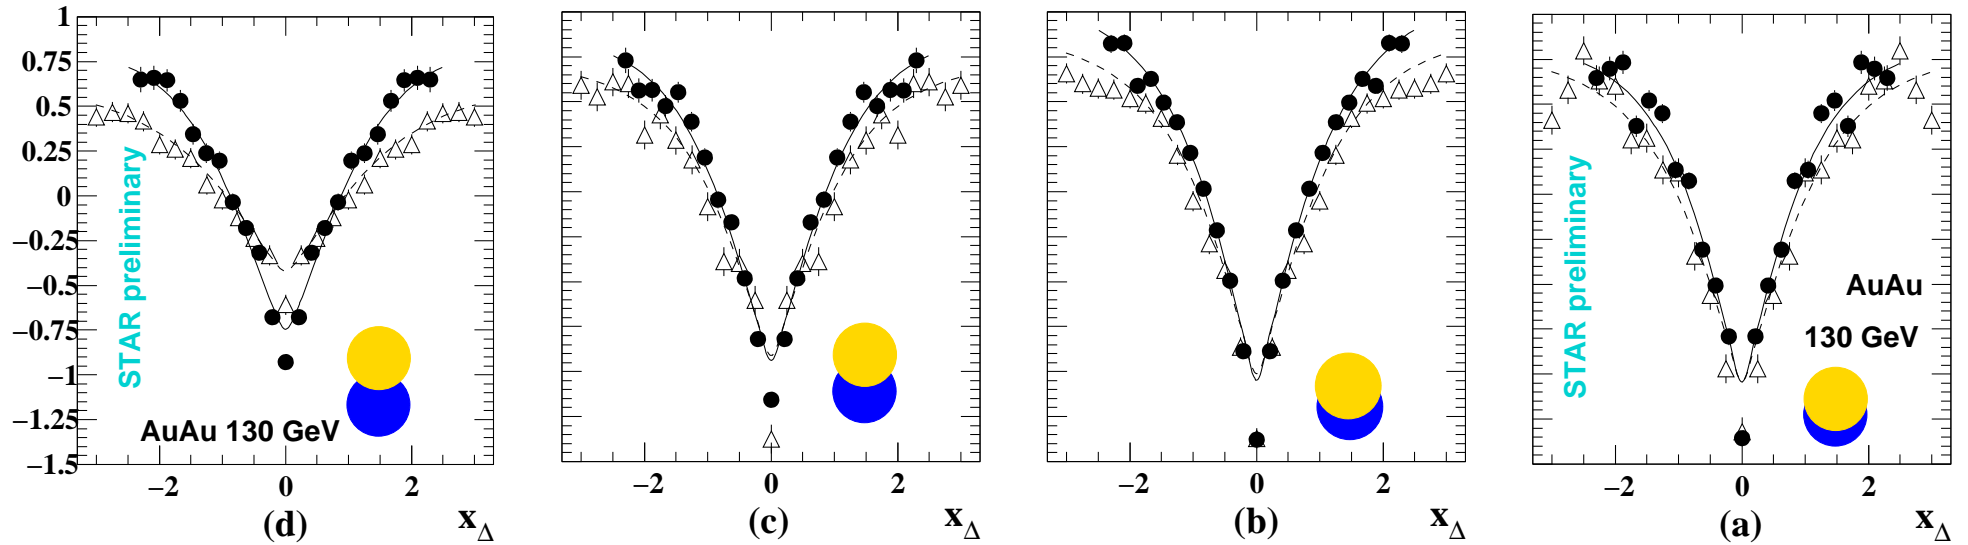 1
0.75
0.5
0.25
0
−0.25
−0.5
−0.75
−1
−1.25
−1.5
STAR preliminary
AuAu 130 GeV
−2 0 2
(d) x_Δ
−2 0 2
(c) x_Δ
−2 0 2
(b) x_Δ
STAR preliminary
AuAu
130 GeV
−2 0 2
(a) x_Δ